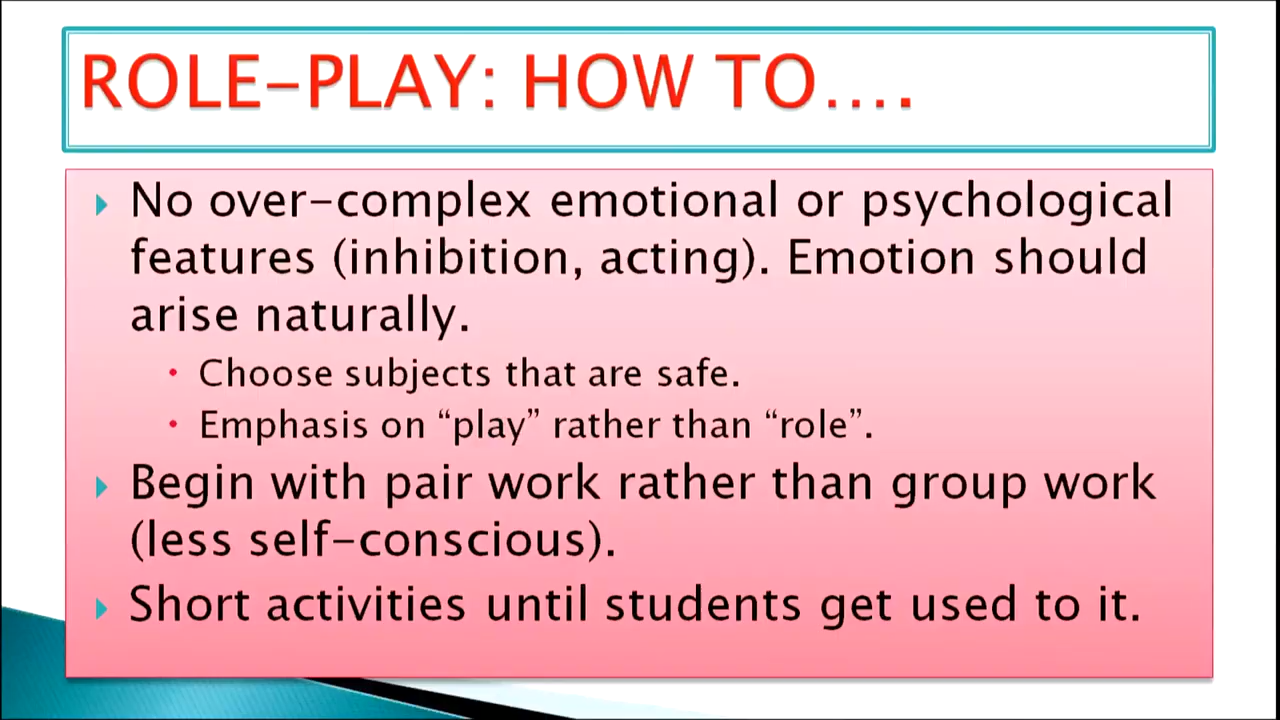 ROLE-PLAY: HOW TO....
No over-complex emotional or psychological
features (inhibition, acting). Emotion should
arise naturally.
Choose subjects that are safe.
Emphasis on “play” rather than “role”.
Begin with pair work rather than group work
(less self-conscious).
Short activities until students get used to it.